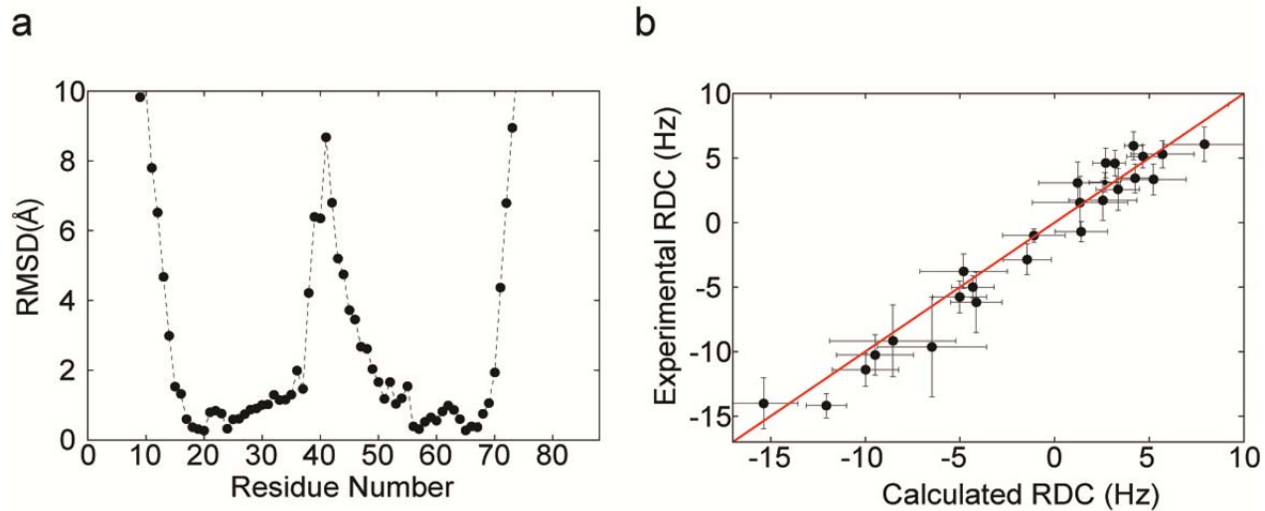 a
10
8
6
4
2
0
RMSD(Å)
0 10 20 30 40 50 60 70 80
Residue Number
b
10
5
0
-5
-10
-15
Experimental RDC (Hz)
-15 -10 -5 0 5 10
Calculated RDC (Hz)